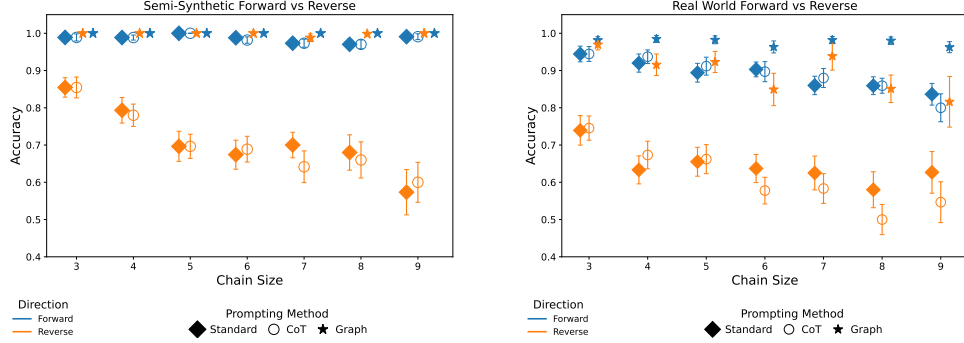 Semi-Synthetic Forward vs Reverse
Accuracy
1.0
0.9
0.8
0.7
0.6
0.5
0.4
3 4 5 6 7 8 9
Chain Size
Direction
Forward
Reverse
Prompting Method
Standard CoT Graph
Real World Forward vs Reverse
Accuracy
1.0
0.9
0.8
0.7
0.6
0.5
0.4
3 4 5 6 7 8 9
Chain Size
Direction
Forward
Reverse
Prompting Method
Standard CoT Graph